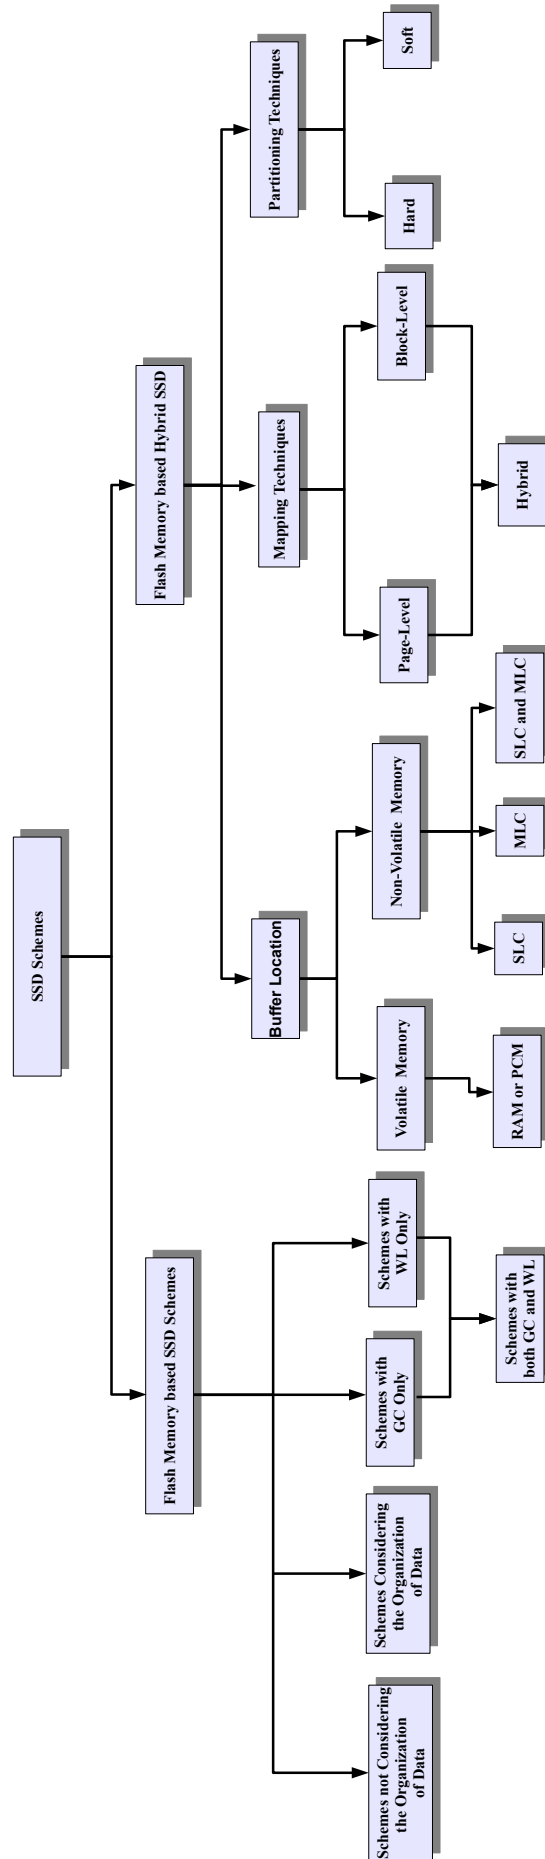 SSD Schemes
Flash Memory based SSD Schemes
Flash Memory based Hybrid SSD
Buffer Location
Mapping Techniques
Partitioning Techniques
Schemes not Considering
the Organization
of Data
Schemes Considering
the Organization
of Data
Schemes with
GC Only
Schemes with
WL Only
Volatile Memory
Non-Volatile Memory
Page-Level
Block-Level
Hard
Soft
Schemes with
both GC and WL
RAM or PCM
SLC
MLC
SLC and MLC
Hybrid